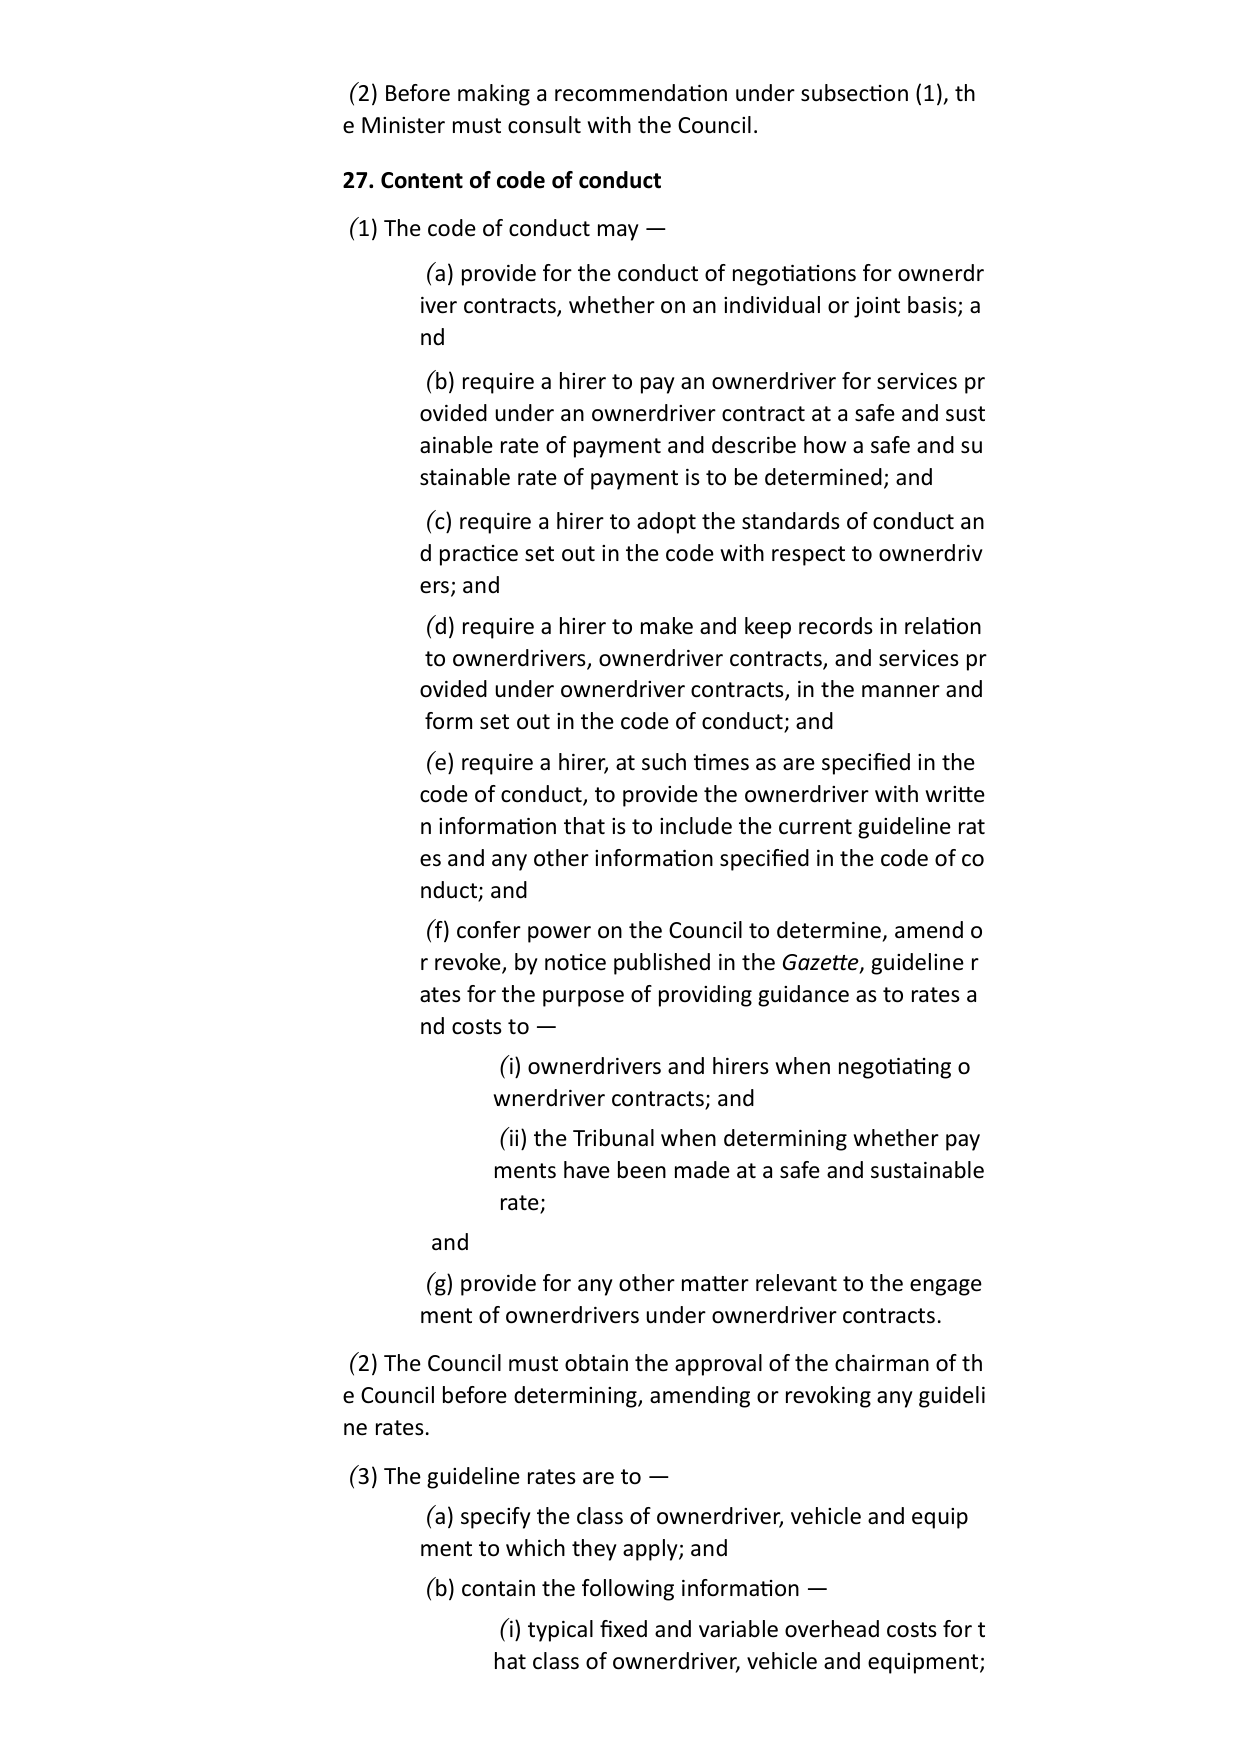 (2) Before making a recommendation under subsection (1), th
e Minister must consult with the Council.
27. Content of code of conduct
(1) The code of conduct may —
(a) provide for the conduct of negotiations for ownerdr
iver contracts, whether on an individual or joint basis; a
nd
(b) require a hirer to pay an ownerdriver for services pr
ovided under an ownerdriver contract at a safe and sust
ainable rate of payment and describe how a safe and su
stainable rate of payment is to be determined; and
(c) require a hirer to adopt the standards of conduct an
d practice set out in the code with respect to ownerdriv
ers; and
(d) require a hirer to make and keep records in relation
to ownerdrivers, ownerdriver contracts, and services pr
ovided under ownerdriver contracts, in the manner and
form set out in the code of conduct; and
(e) require a hirer, at such times as are specified in the
code of conduct, to provide the ownerdriver with writte
n information that is to include the current guideline rat
es and any other information specified in the code of co
nduct; and
(f) confer power on the Council to determine, amend o
r revoke, by notice published in the Gazette, guideline r
ates for the purpose of providing guidance as to rates a
nd costs to —
(i) ownerdrivers and hirers when negotiating o
wnerdriver contracts; and
(ii) the Tribunal when determining whether pay
ments have been made at a safe and sustainable
rate;
and
(g) provide for any other matter relevant to the engage
ment of ownerdrivers under ownerdriver contracts.
(2) The Council must obtain the approval of the chairman of th
e Council before determining, amending or revoking any guideli
ne rates.
(3) The guideline rates are to —
(a) specify the class of ownerdriver, vehicle and equip
ment to which they apply; and
(b) contain the following information —
(i) typical fixed and variable overhead costs for t
hat class of ownerdriver, vehicle and equipment;